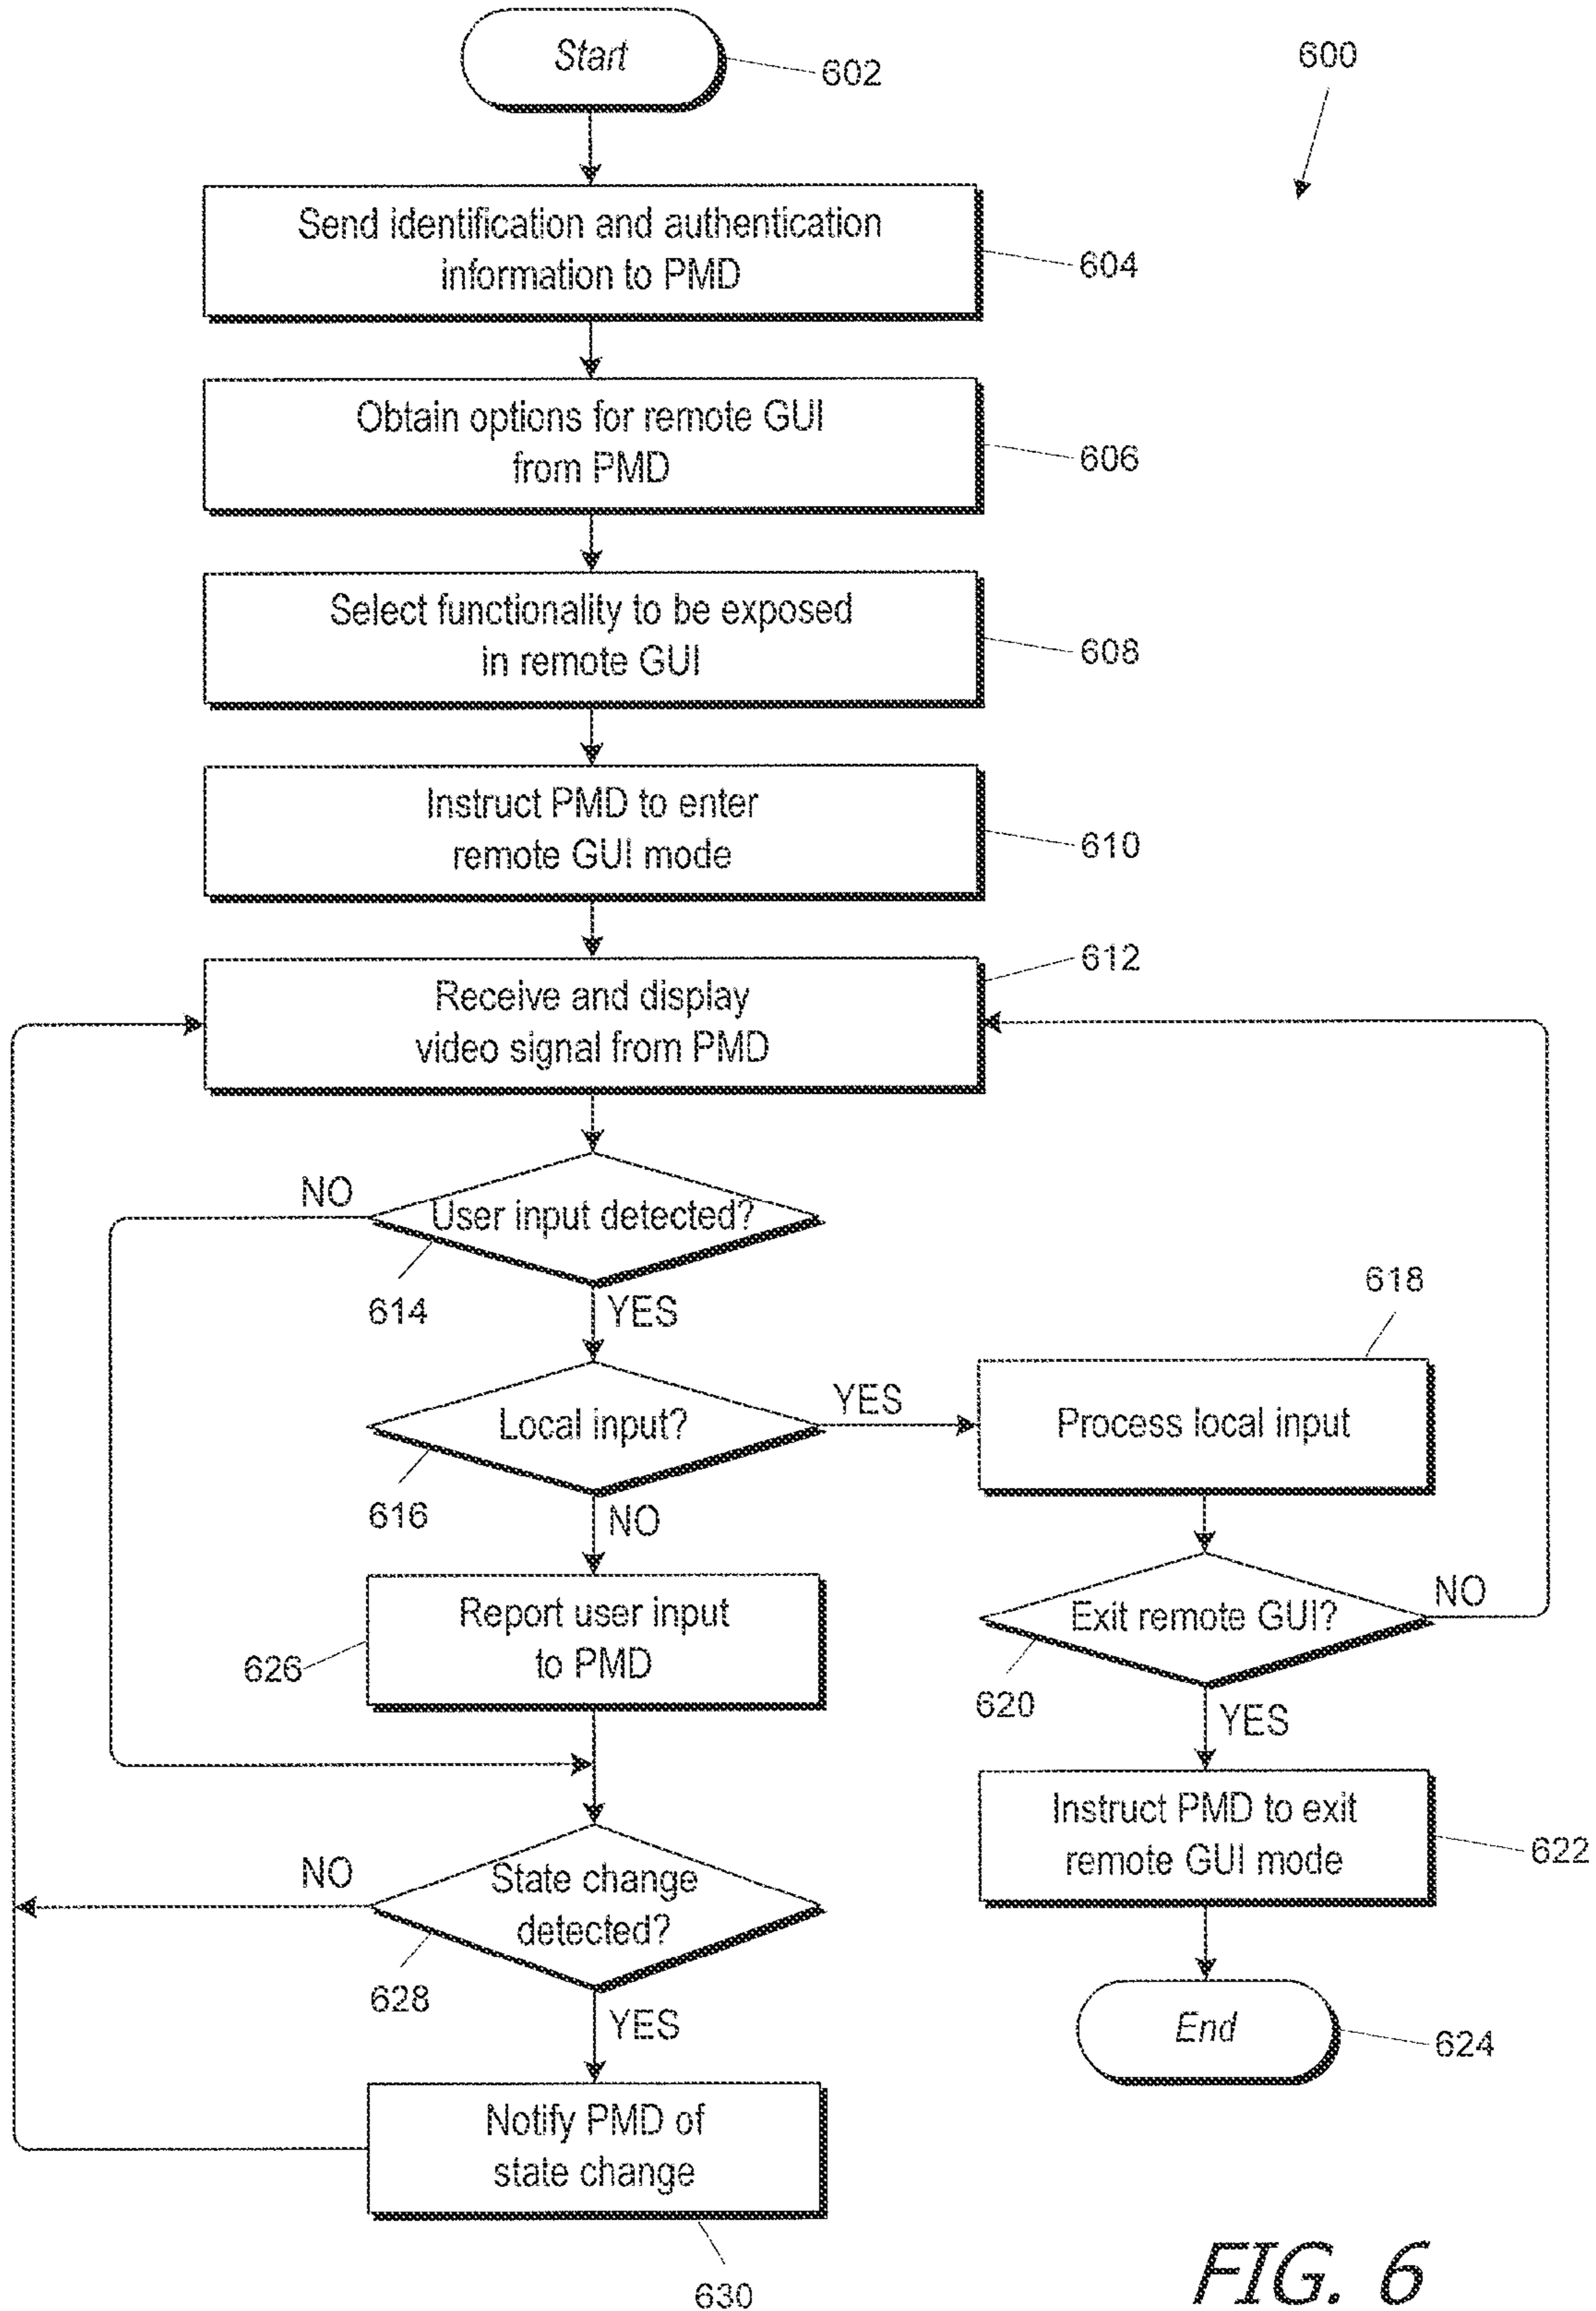 Start
602
600
Send identification and authentication
information to PMD
604
Obtain options for remote GUI
from PMD
606
Select functionality to be exposed
in remote GUI
608
Instruct PMD to enter
remote GUI mode
610
612
Receive and display
video signal from PMD
NO
User input detected?
614
YES
618
Local input?
YES
Process local input
616
NO
Report user input
to PMD
626
Exit remote GUI?
NO
620
YES
Instruct PMD to exit
remote GUI mode
622
NO
State change
detected?
628
YES
End
624
Notify PMD of
state change
630
FIG. 6